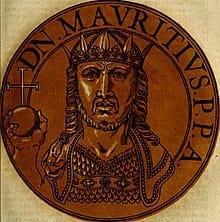 DN. MAVRITIVS. P. P. A.